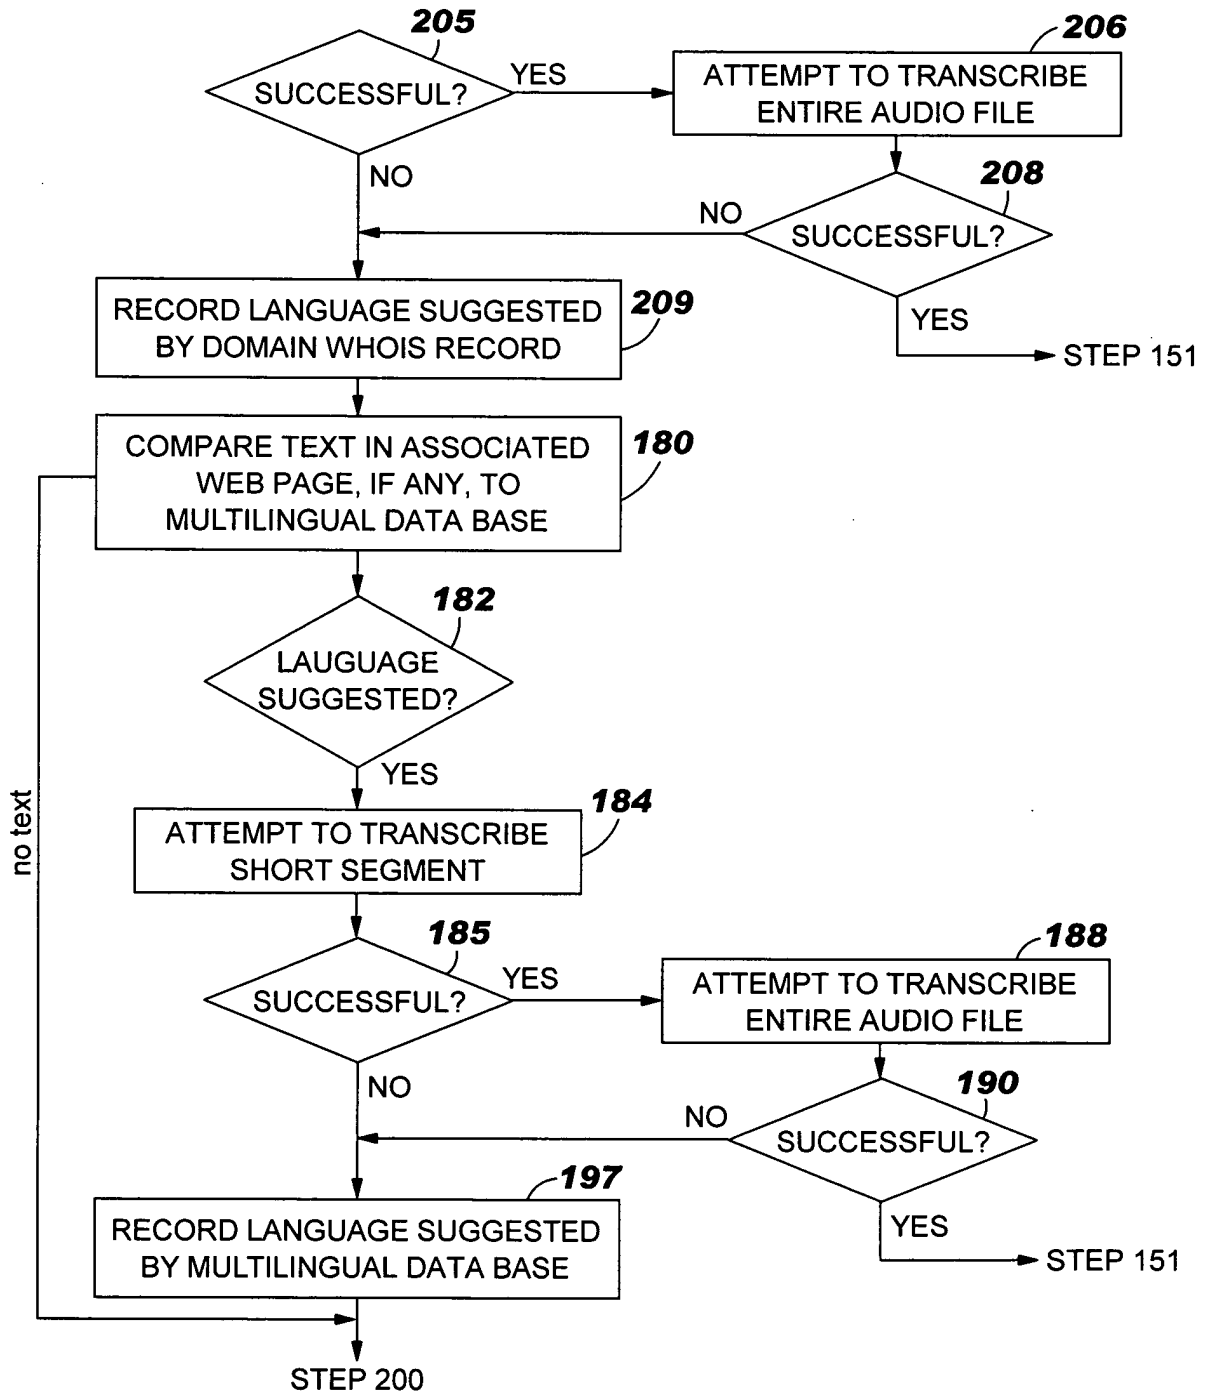 205
SUCCESSFUL?
YES
206
ATTEMPT TO TRANSCRIBE
ENTIRE AUDIO FILE
NO
208
SUCCESSFUL?
NO
YES
STEP 151
209
RECORD LANGUAGE SUGGESTED
BY DOMAIN WHOIS RECORD
180
COMPARE TEXT IN ASSOCIATED
WEB PAGE, IF ANY, TO
MULTILINGUAL DATA BASE
182
LAUGUAGE
SUGGESTED?
YES
no text
184
ATTEMPT TO TRANSCRIBE
SHORT SEGMENT
185
SUCCESSFUL?
YES
188
ATTEMPT TO TRANSCRIBE
ENTIRE AUDIO FILE
NO
190
SUCCESSFUL?
NO
YES
STEP 151
197
RECORD LANGUAGE SUGGESTED
BY MULTILINGUAL DATA BASE
STEP 200